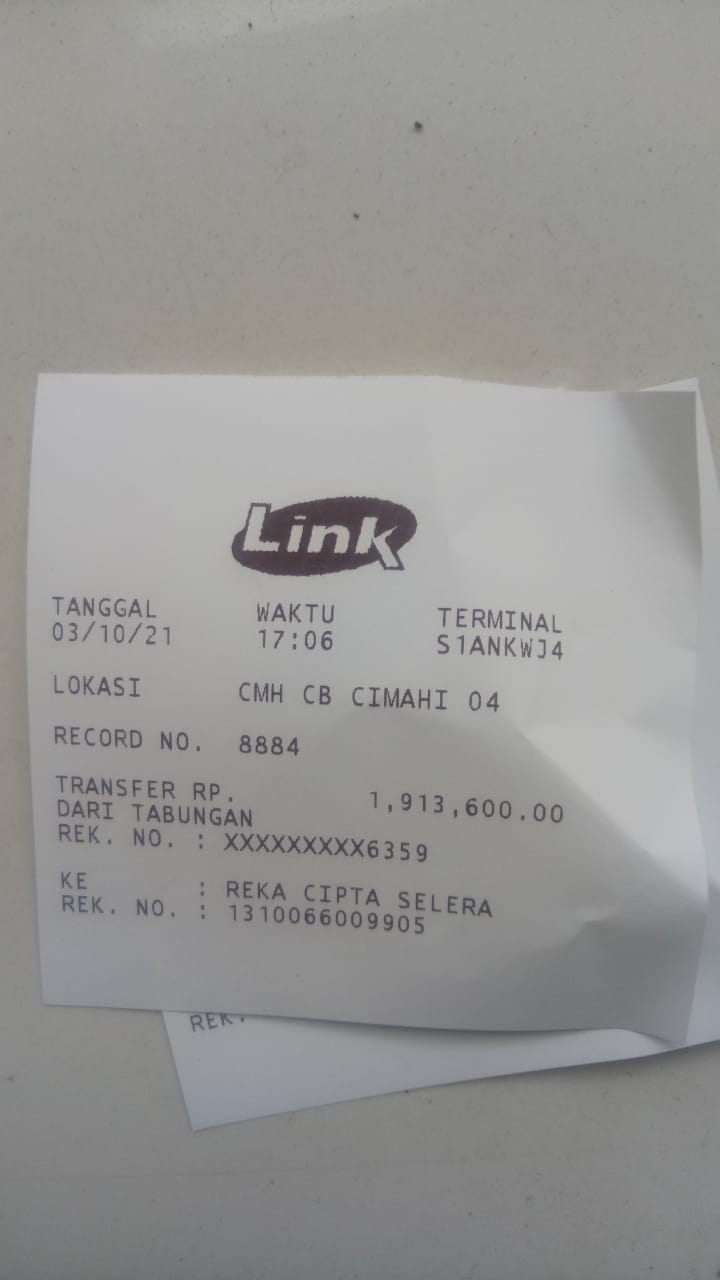 Link
TANGGAL WAKTU TERMINAL
03/10/21 17:06 S1ANKWJ4
LOKASI CMH CB CIMAHI 04
RECORD NO. 8884
TRANSFER RP. 1,913,600.00
DARI TABUNGAN
REK. NO. : XXXXXXXXX6359
KE : REKA CIPTA SELERA
REK. NO. : 1310066009905
REK.